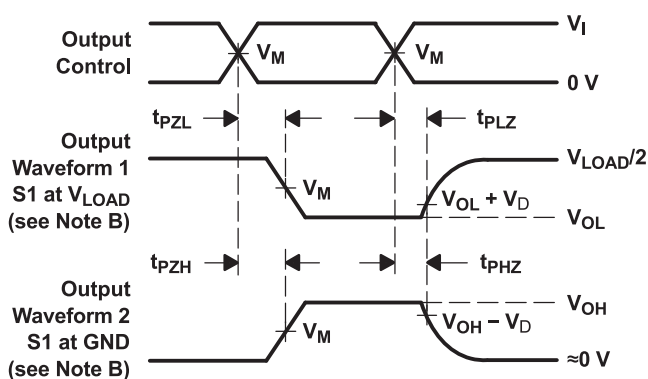 Output
Control
V_M
V_M
V_I
0 V
t_PZL
t_PLZ
Output
Waveform 1
S1 at V_LOAD
(see Note B)
V_M
V_LOAD/2
V_OL + V_D
V_OL
t_PZH
t_PHZ
Output
Waveform 2
S1 at GND
(see Note B)
V_M
V_OH
V_OH − V_D
≈0 V